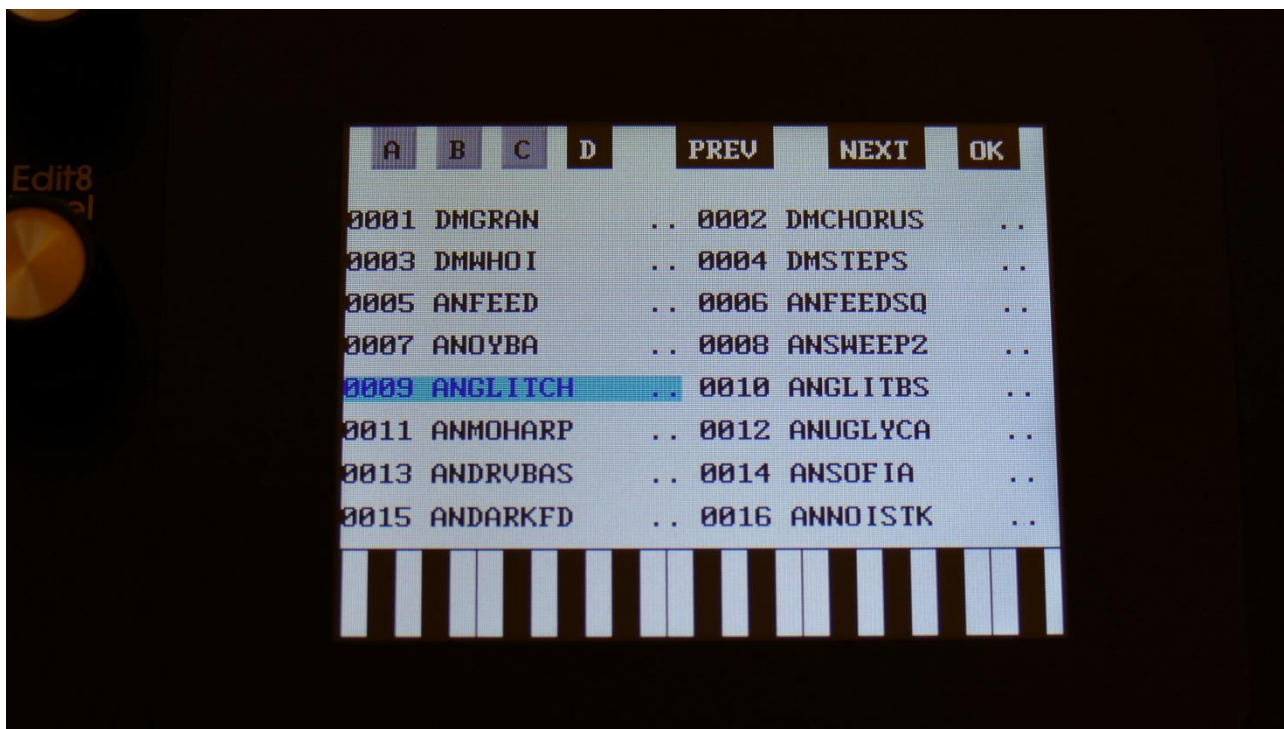 A B C D PREV NEXT OK
Edit8
0001 DMGRAN .. 0002 DMCHORUS ..
0003 DMWHOI .. 0004 DMSTEPS ..
0005 ANFEED .. 0006 ANFEEDSQ ..
0007 ANOYBA .. 0008 ANSWEEP2 ..
0009 ANGLITCH .. 0010 ANGLITBS ..
0011 ANMOHARP .. 0012 ANUGLYCA ..
0013 ANDRVBAS .. 0014 ANSOFIA ..
0015 ANDARKFD .. 0016 ANNOISTK ..